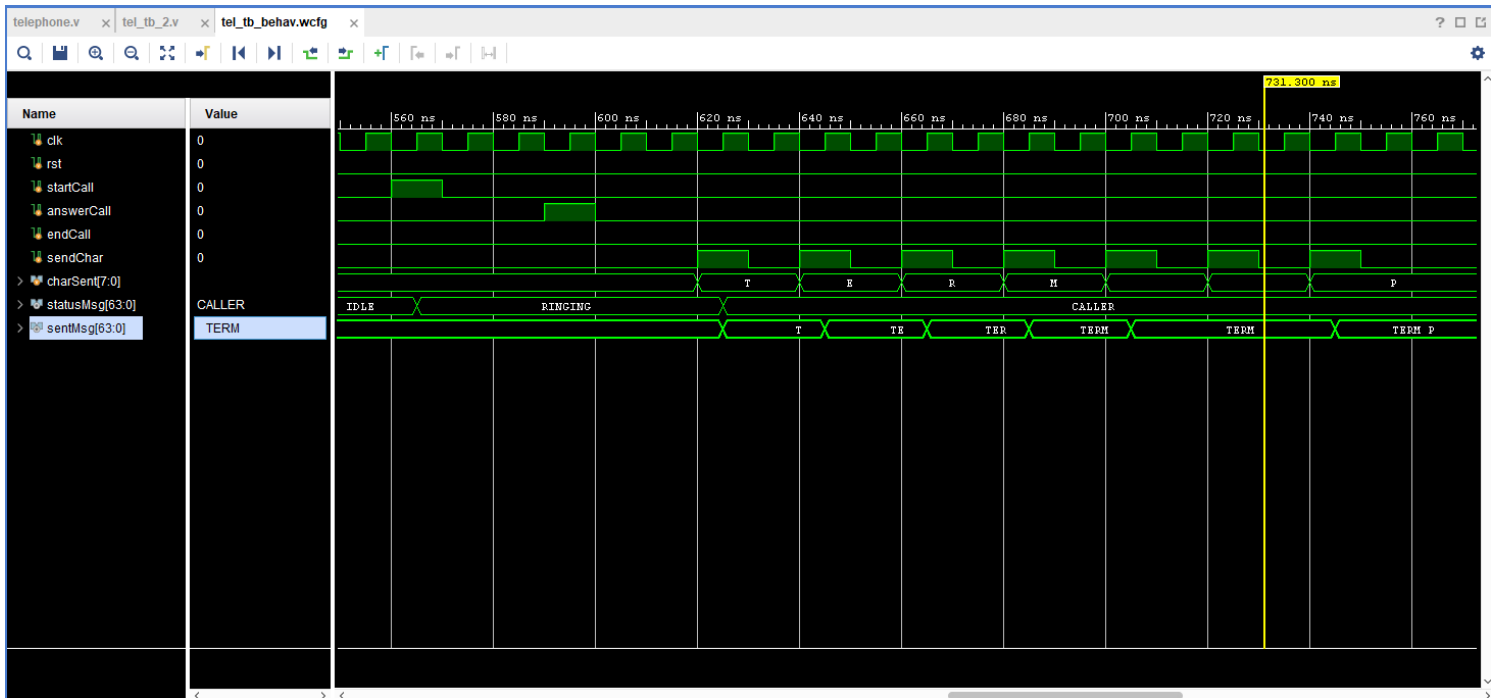 telephone.v × tel_tb_2.v × tel_tb_behav.wcfg × ?
731.300 ns
Name Value
560 ns 580 ns 600 ns 620 ns 640 ns 660 ns 680 ns 700 ns 720 ns 740 ns 760 ns
clk 0
rst 0
startCall 0
answerCall 0
endCall 0
sendChar 0
charSent[7:0] T E R M P
statusMsg[63:0] CALLER IDLE RINGING CALLER
sentMsg[63:0] TERM T TE TER TERM TERM TERM P